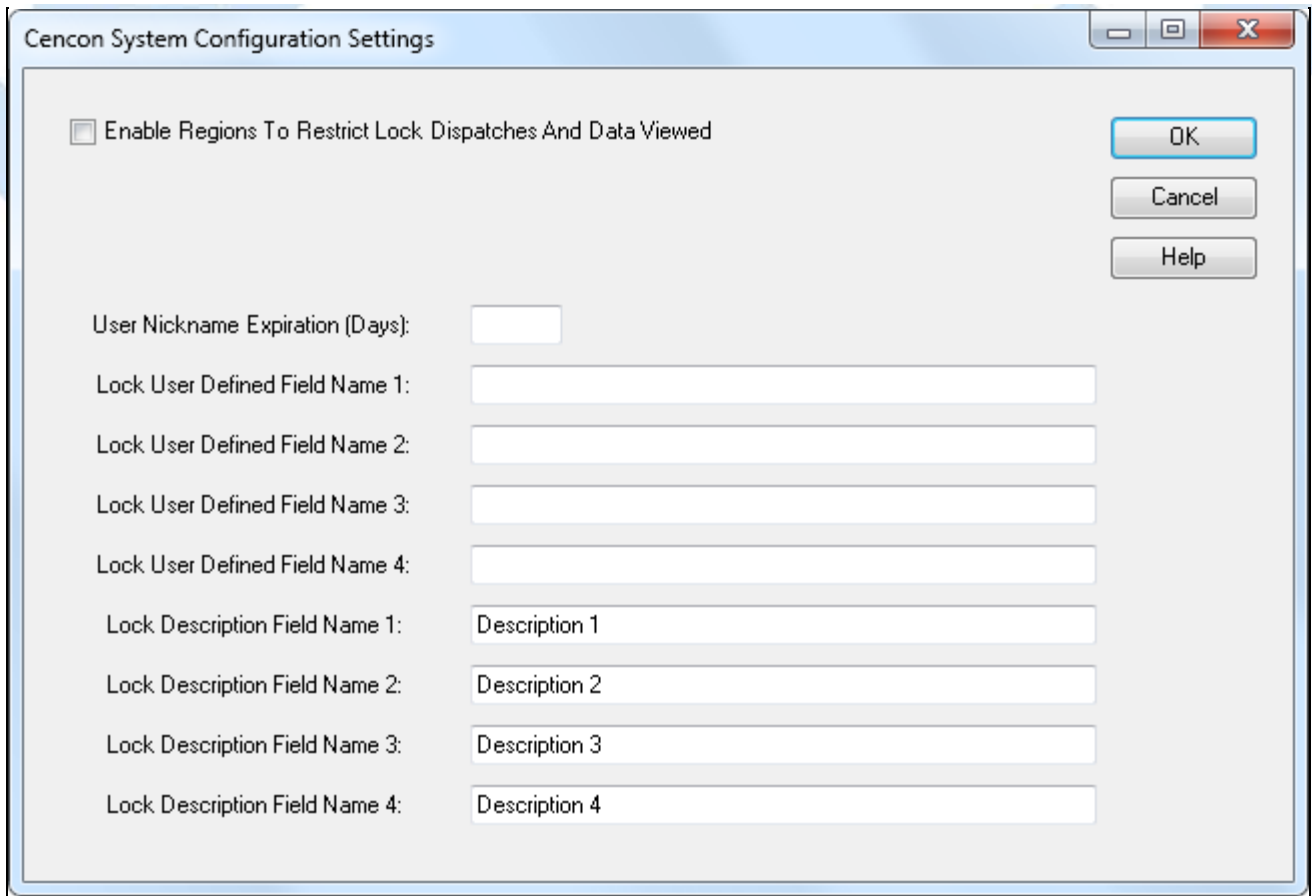 Cencon System Configuration Settings
Enable Regions To Restrict Lock Dispatches And Data Viewed
OK
Cancel
Help
User Nickname Expiration (Days):
Lock User Defined Field Name 1:
Lock User Defined Field Name 2:
Lock User Defined Field Name 3:
Lock User Defined Field Name 4:
Lock Description Field Name 1: Description 1
Lock Description Field Name 2: Description 2
Lock Description Field Name 3: Description 3
Lock Description Field Name 4: Description 4